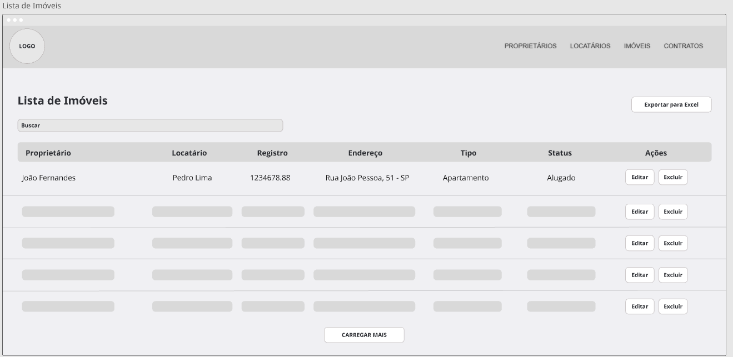 Lista de Imóveis
LOGO
PROPRIETÁRIOS LOCATÁRIOS IMÓVEIS CONTRATOS
Lista de Imóveis
Exportar para Excel
Buscar
Proprietário Locatário Registro Endereço Tipo Status Ações
João Fernandes Pedro Lima 1234678.88 Rua João Pessoa, 51 - SP Apartamento Alugado Editar Excluir
Editar Excluir
Editar Excluir
Editar Excluir
Editar Excluir
CARREGAR MAIS